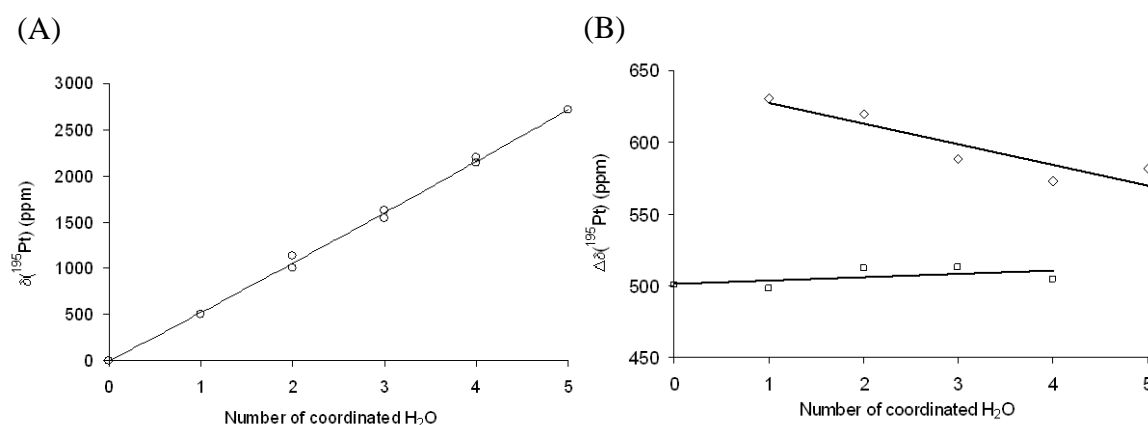 (A)
(B)
δ(¹⁹⁵Pt) (ppm)
3000
2500
2000
1500
1000
500
0
0 1 2 3 4 5
Number of coordinated H₂O
Δδ(¹⁹⁵Pt) (ppm)
650
600
550
500
450
0 1 2 3 4 5
Number of coordinated H₂O